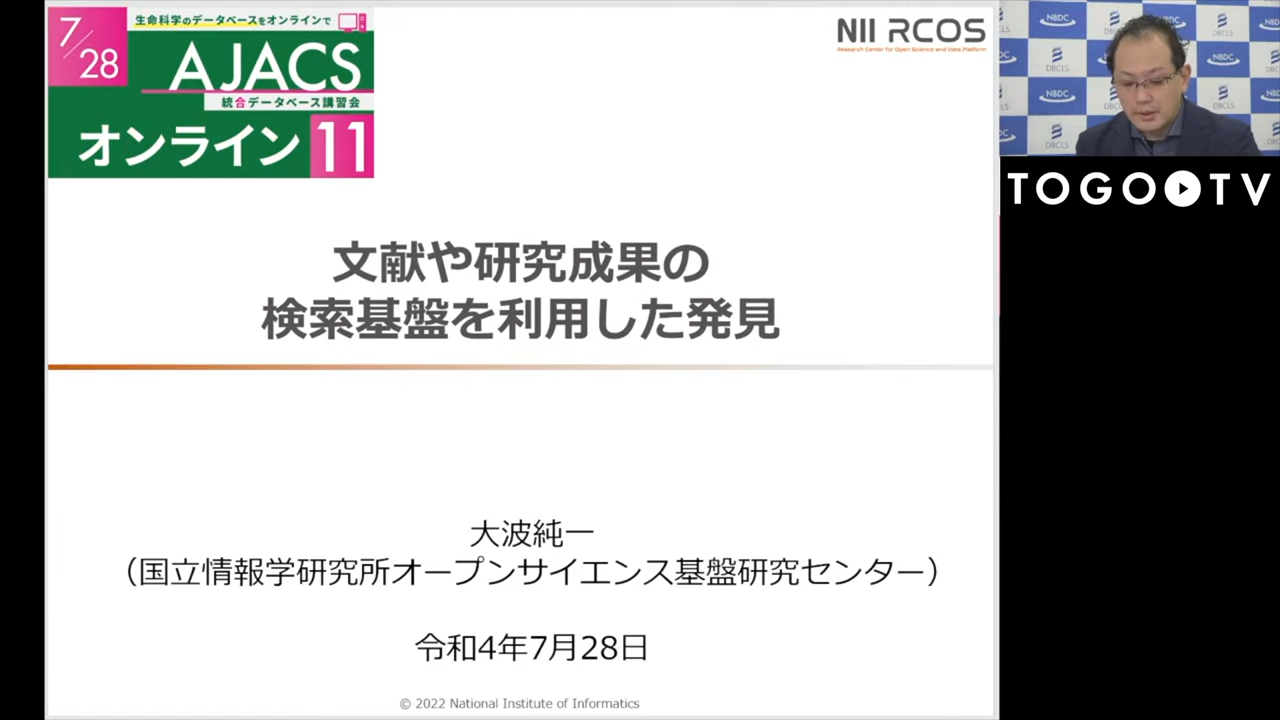 7/28
生命科学のデータベースをオンラインで
AJACS
統合データベース講習会
オンライン11
NII RCOS
Research Center for Open Science and Data Platform
文献や研究成果の
検索基盤を利用した発見
大波純一
（国立情報学研究所オープンサイエンス基盤研究センター）
令和4年7月28日
© 2022 National Institute of Informatics
NBDC
DBCLS
NBDC
DBCLS
NBDC
NBDC
DBCLS
DBCLS
TOGO TV